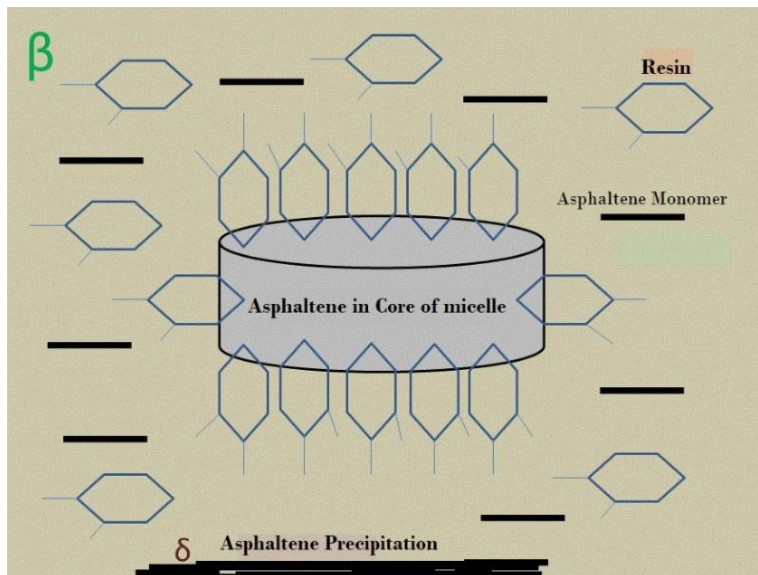 β
Resin
Asphaltene Monomer
Asphaltene in Core of micelle
δ Asphaltene Precipitation